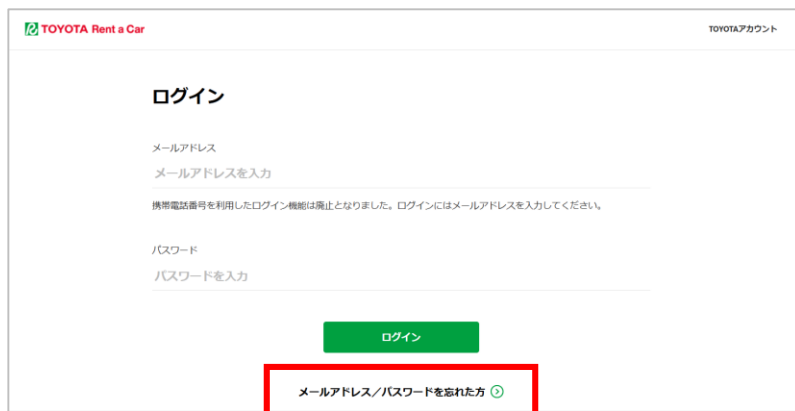 TOYOTA Rent a Car
TOYOTAアカウント
ログイン
メールアドレス
メールアドレスを入力
携帯電話番号を利用したログイン機能は廃止となりました。ログインにはメールアドレスを入力してください。
パスワード
パスワードを入力
ログイン
メールアドレス／パスワードを忘れた方